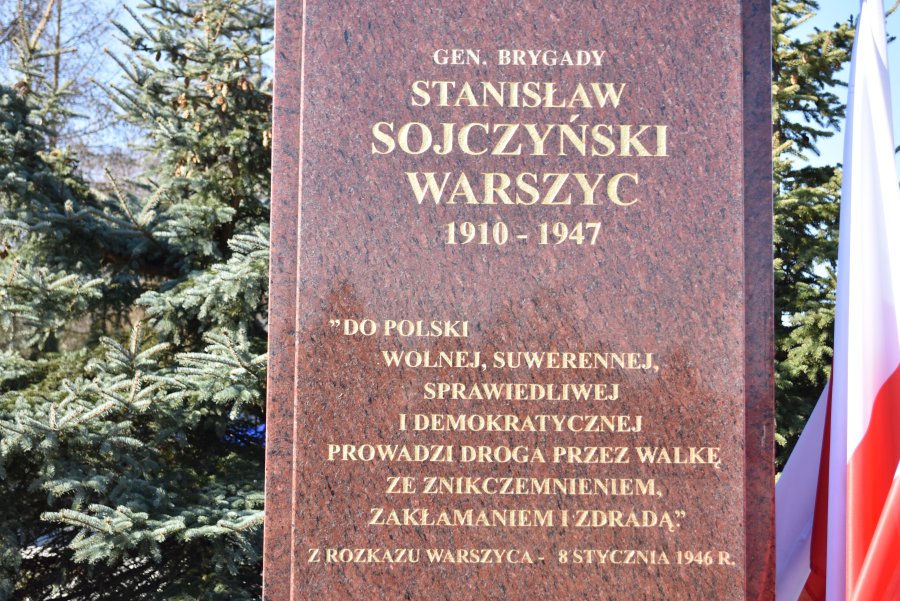 GEN. BRYGADY
STANISŁAW
SOJCZYŃSKI
WARSZYC
1910 - 1947
”DO POLSKI
WOLNEJ, SUWERENNEJ,
SPRAWIEDLIWEJ
I DEMOKRATYCZNEJ
PROWADZI DROGA PRZEZ WALKĘ
ZE ZNIKCZEMNIENIEM,
ZAKŁAMANIEM I ZDRADĄ.”
Z ROZKAZU WARSZYCA - 8 STYCZNIA 1946 R.